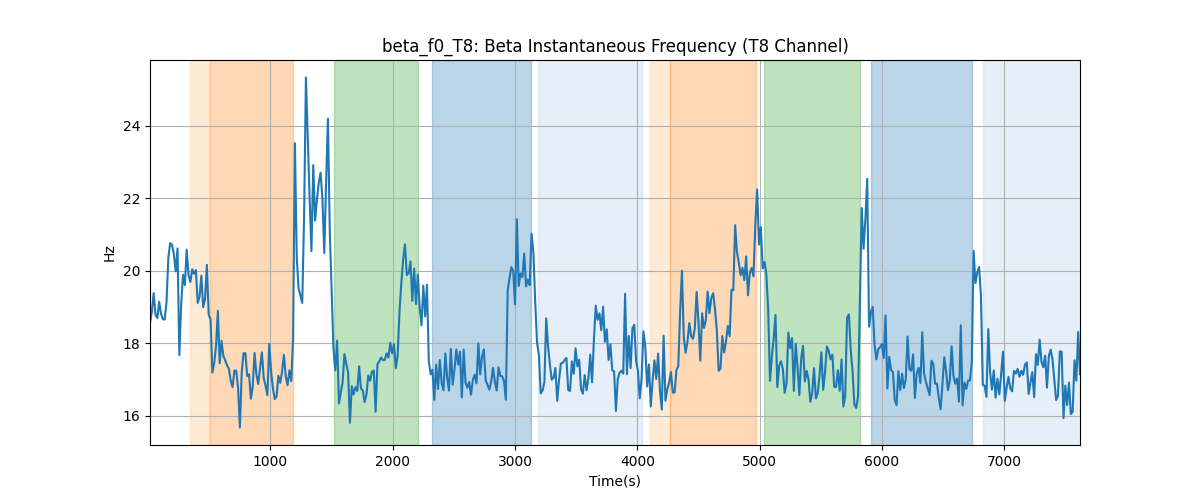 beta_f0_T8: Beta Instantaneous Frequency (T8 Channel)
24
22
20
18
16
Hz
1000 2000 3000 4000 5000 6000 7000
Time(s)